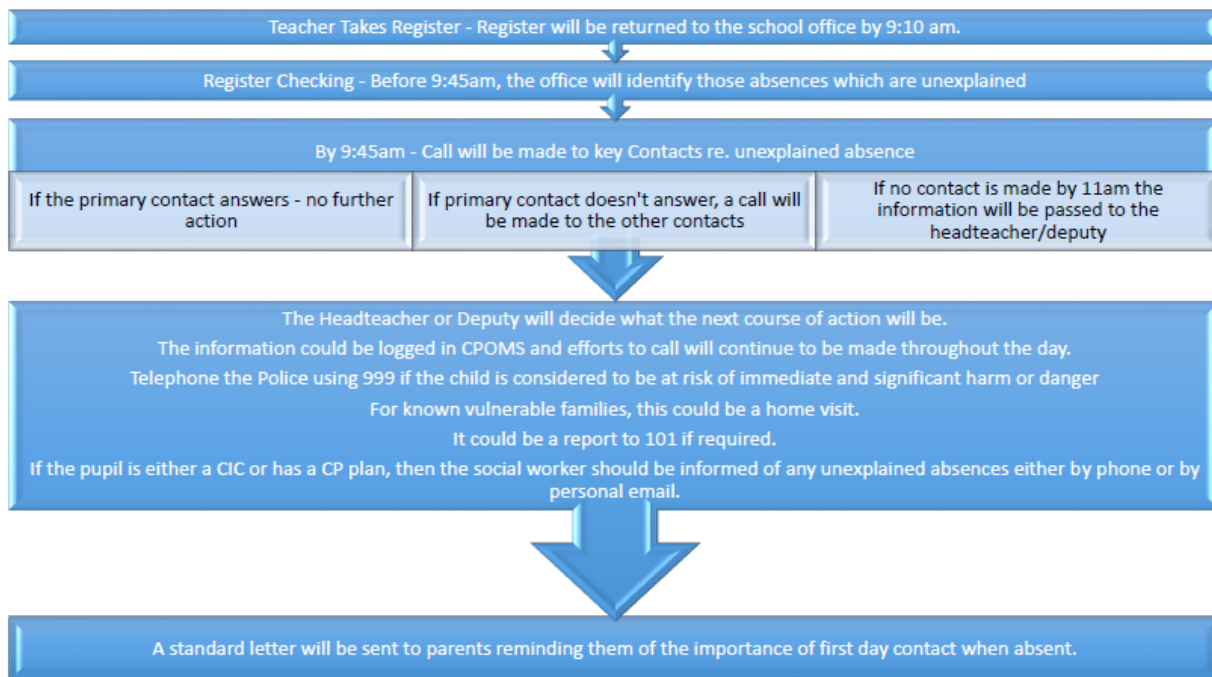 Teacher Takes Register - Register will be returned to the school office by 9:10 am.
Register Checking - Before 9:45am, the office will identify those absences which are unexplained
By 9:45am - Call will be made to key Contacts re. unexplained absence
If the primary contact answers - no further
action
If primary contact doesn't answer, a call will
be made to the other contacts
If no contact is made by 11am the
information will be passed to the
headteacher/deputy
The Headteacher or Deputy will decide what the next course of action will be.
The information could be logged in CPOMS and efforts to call will continue to be made throughout the day.
Telephone the Police using 999 if the child is considered to be at risk of immediate and significant harm or danger
For known vulnerable families, this could be a home visit.
It could be a report to 101 if required.
If the pupil is either a CIC or has a CP plan, then the social worker should be informed of any unexplained absences either by phone or by
personal email.
A standard letter will be sent to parents reminding them of the importance of first day contact when absent.